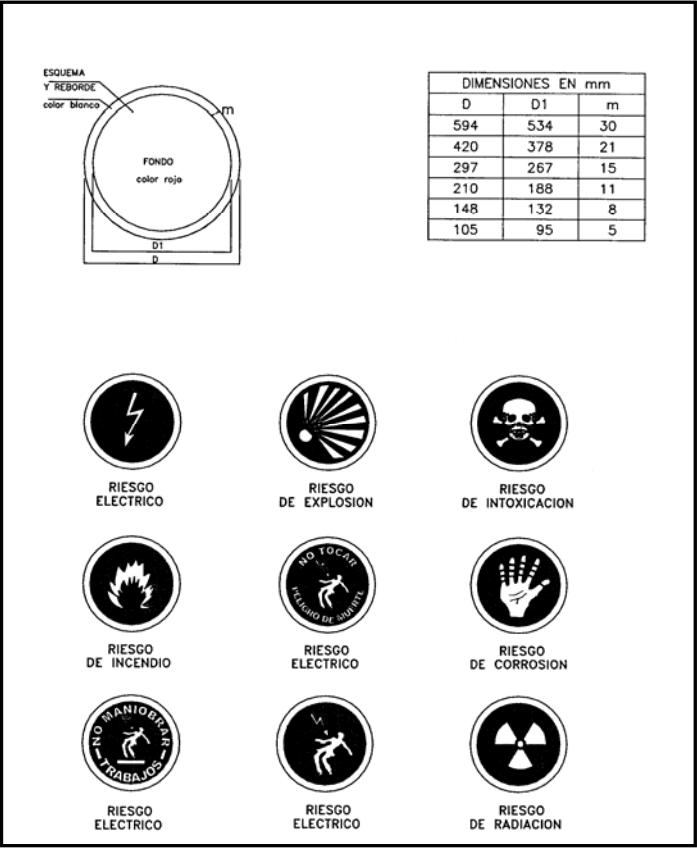 ESQUEMA
Y REBORDE
color blanco
m
FONDO
color rojo
D1
D
DIMENSIONES EN mm
D D1 m
594 534 30
420 378 21
297 267 15
210 188 11
148 132 8
105 95 5
RIESGO
ELECTRICO
RIESGO
DE EXPLOSION
RIESGO
DE INTOXICACION
NO TOCAR
PELIGRO DE MUERTE
RIESGO
DE INCENDIO
RIESGO
ELECTRICO
RIESGO
DE CORROSION
NO MANIOBRAR
TRABAJOS
RIESGO
ELECTRICO
RIESGO
ELECTRICO
RIESGO
DE RADIACION